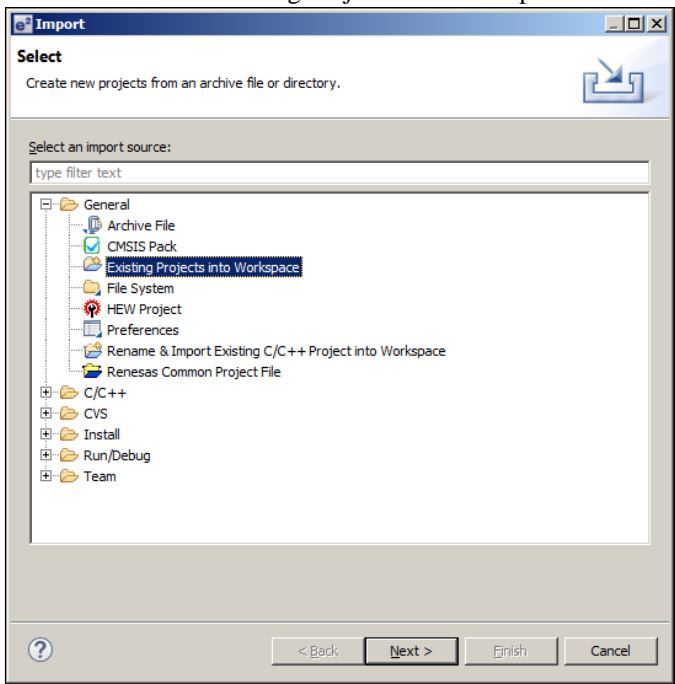 e² Import
Select
Create new projects from an archive file or directory.
Select an import source:
type filter text
General
Archive File
CMSIS Pack
Existing Projects into Workspace
File System
HEW Project
Preferences
Rename & Import Existing C/C++ Project into Workspace
Renesas Common Project File
C/C++
CVS
Install
Run/Debug
Team
? < Back Next > Finish Cancel